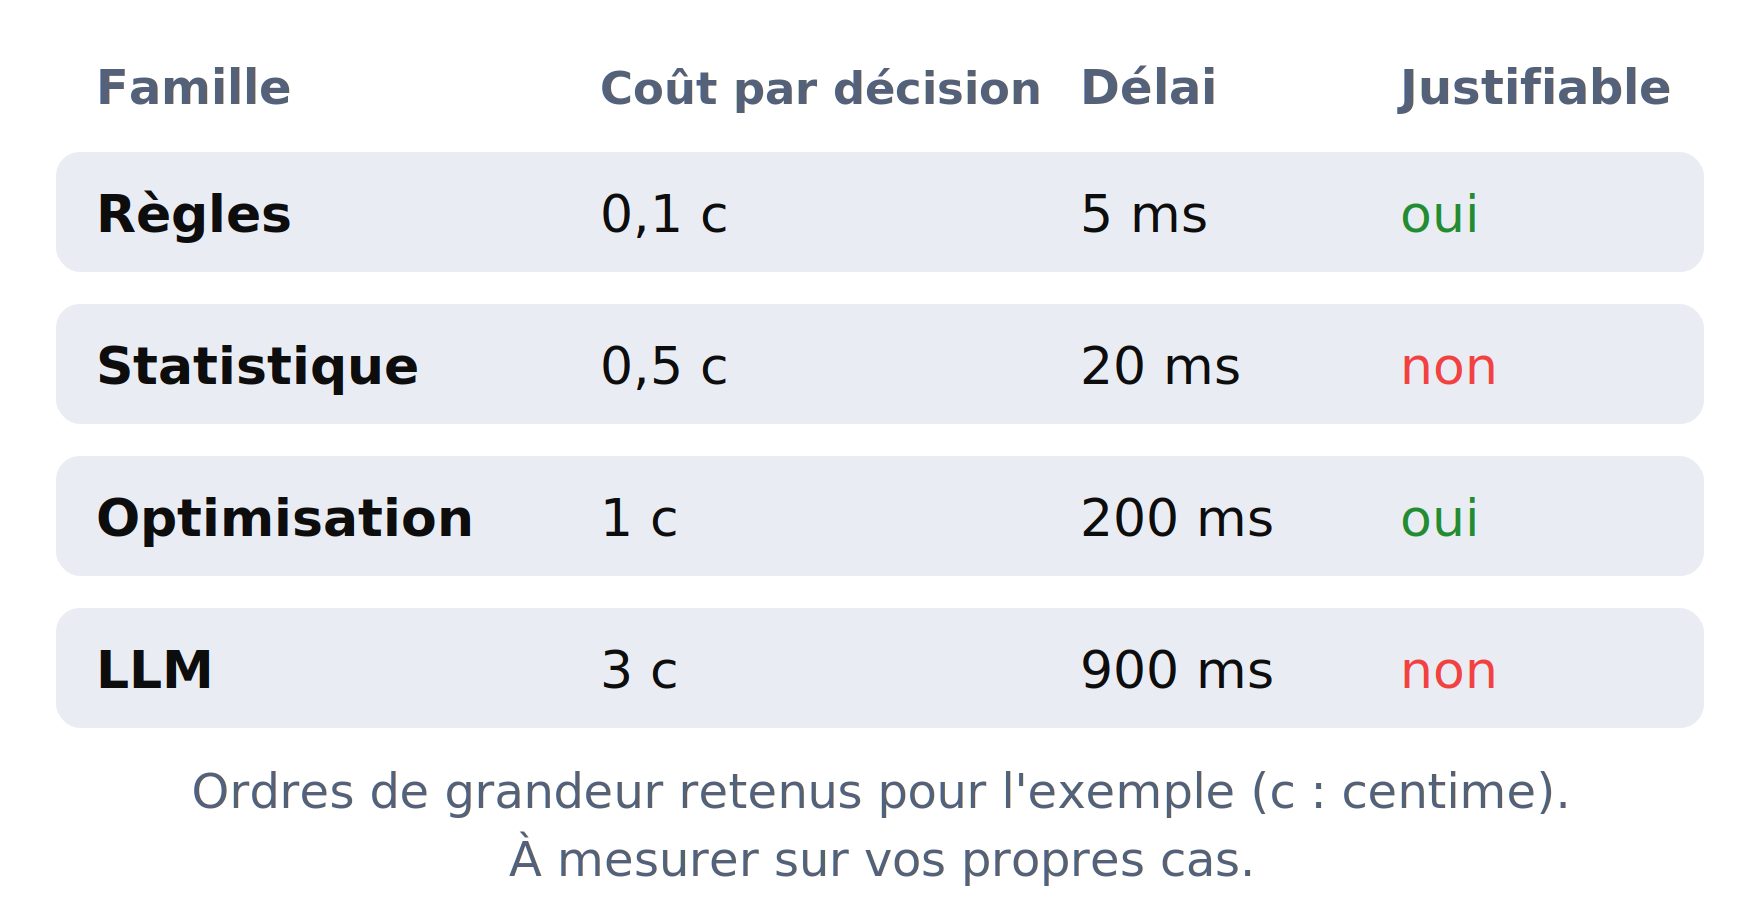 Famille Coût par décision Délai Justifiable
Règles 0,1 c 5 ms oui
Statistique 0,5 c 20 ms non
Optimisation 1 c 200 ms oui
LLM 3 c 900 ms non
Ordres de grandeur retenus pour l'exemple (c : centime).
À mesurer sur vos propres cas.